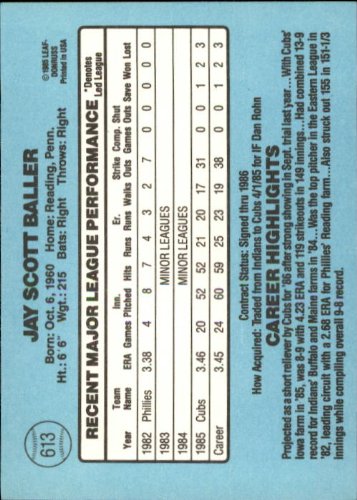 613
JAY SCOTT BALLER
Born: Oct. 6, 1960 Home: Reading, Penn.
Ht.: 6'6" Wgt.: 215 Bats: Right Throws: Right
© 1985 LEAF-
DONRUSS
Printed in USA
RECENT MAJOR LEAGUE PERFORMANCE *Denotes
Led League
Team Inn. Er. Strike Comp. Shut
Year Name ERA Games Pitched Hits Runs Runs Walks Outs Games Outs Save Won Lost
1982 Phillies 3.38 4 8 7 4 3 2 7 0 0 0 0 0
1983 MINOR LEAGUES
1984 MINOR LEAGUES
1985 Cubs 3.46 20 52 52 21 20 17 31 0 0 1 2 3
Career 3.45 24 60 59 25 23 19 38 0 0 1 2 3
Contract Status: Signed thru 1986
How Acquired: Traded from Indians to Cubs 4/1/85 for IF Dan Rohn
CAREER HIGHLIGHTS
Projected as a short reliever by Cubs for '86 after strong showing in Sept. trial last year...With Cubs'
Iowa farm in '85, was 8-9 with 4.23 ERA and 119 strikeouts in 149 innings...Had combined 13-9
record for Indians' Buffalo and Maine farms in '84...Was the top pitcher in the Eastern League in
'82, leading circuit with a 2.68 ERA for Phillies' Reading farm...Also struck out 155 in 151-1/3
innings while compiling overall 9-8 record.